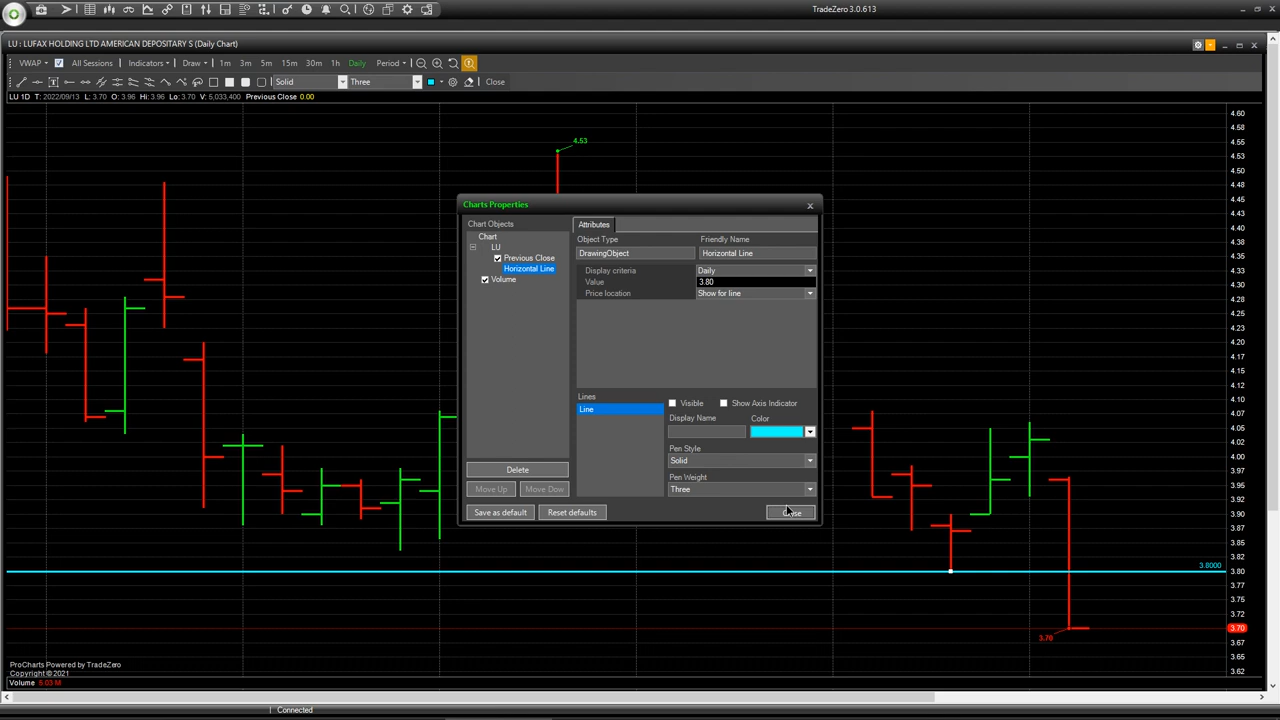 TradeZero 3.0.613
LU : LUFAX HOLDING LTD AMERICAN DEPOSITARY S (Daily Chart)
VWAP All Sessions Indicators Draw 1m 3m 5m 15m 30m 1h Daily Period
Solid Three Close
LU 1D T: 2022/09/13 L: 3.70 O: 3.96 Hi: 3.96 Lo: 3.70 V: 5,033,400 Previous Close 0.00
4.53
Charts Properties
Chart Objects
Chart
LU
Previous Close
Horizontal Line
Volume
Delete
Move Up Move Dow
Save as default Reset defaults
Attributes
Object Type Friendly Name
DrawingObject Horizontal Line
Display criteria Daily
Value 3.80
Price location Show for line
Lines
Line
Visible Show Axis Indicator
Display Name Color
Pen Style
Solid
Pen Weight
Three
Close
4.60
4.58
4.55
4.53
4.50
4.48
4.45
4.43
4.40
4.38
4.36
4.33
4.30
4.28
4.25
4.23
4.20
4.17
4.15
4.12
4.10
4.07
4.05
4.02
4.00
3.97
3.95
3.92
3.90
3.87
3.85
3.82
3.8000
3.80
3.77
3.75
3.72
3.70
3.70
3.67
3.65
3.62
ProCharts Powered by TradeZero
Copyright ©2021
Volume 5.03 M
Connected